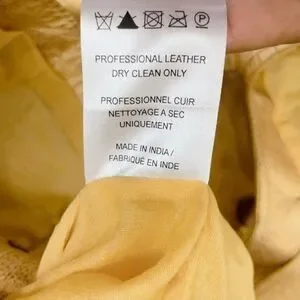 PROFESSIONAL LEATHER
DRY CLEAN ONLY
PROFESSIONNEL CUIR
NETTOYAGE A SEC
UNIQUEMENT
MADE IN INDIA/
FABRIQUÉ EN INDE